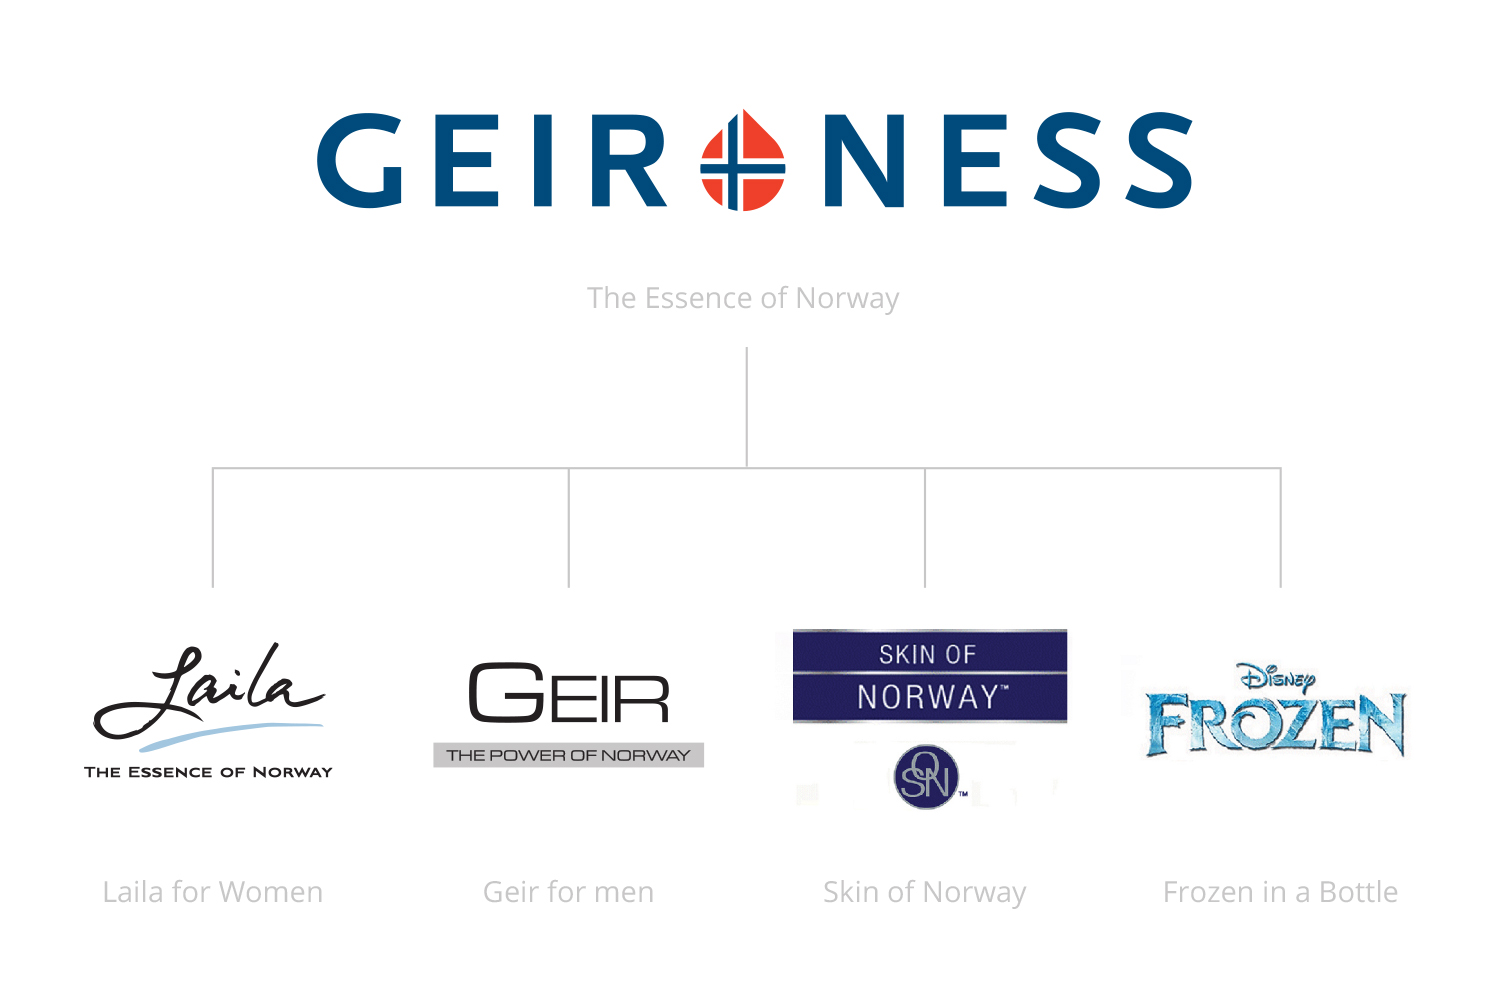 GEIR NESS
The Essence of Norway
Laila
THE ESSENCE OF NORWAY
GEIR
THE POWER OF NORWAY
SKIN OF
NORWAY™
SON™
DISNEY
FROZEN
Laila for Women
Geir for men
Skin of Norway
Frozen in a Bottle